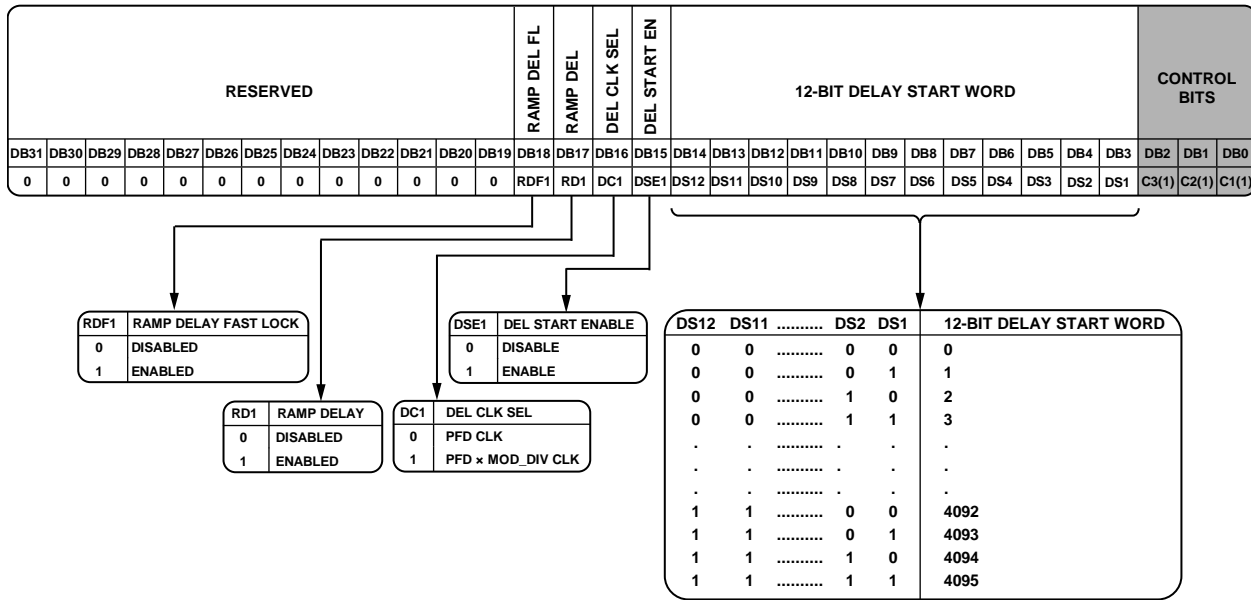 RESERVED
RAMP DEL FL
RAMP DEL
DEL CLK SEL
DEL START EN
12-BIT DELAY START WORD
CONTROL
BITS
DB31 DB30 DB29 DB28 DB27 DB26 DB25 DB24 DB23 DB22 DB21 DB20 DB19 DB18 DB17 DB16 DB15 DB14 DB13 DB12 DB11 DB10 DB9 DB8 DB7 DB6 DB5 DB4 DB3 DB2 DB1 DB0
0 0 0 0 0 0 0 0 0 0 0 0 0 RDF1 RD1 DC1 DSE1 DS12 DS11 DS10 DS9 DS8 DS7 DS6 DS5 DS4 DS3 DS2 DS1 C3(1) C2(1) C1(1)
RDF1 RAMP DELAY FAST LOCK
0 DISABLED
1 ENABLED
DSE1 DEL START ENABLE
0 DISABLE
1 ENABLE
RD1 RAMP DELAY
0 DISABLED
1 ENABLED
DC1 DEL CLK SEL
0 PFD CLK
1 PFD × MOD_DIV CLK
DS12 DS11 .......... DS2 DS1 12-BIT DELAY START WORD
0 0 .......... 0 0 0
0 0 .......... 0 1 1
0 0 .......... 1 0 2
0 0 .......... 1 1 3
. . .......... . . .
. . .......... . . .
. . .......... . . .
1 1 .......... 0 0 4092
1 1 .......... 0 1 4093
1 1 .......... 1 0 4094
1 1 .......... 1 1 4095